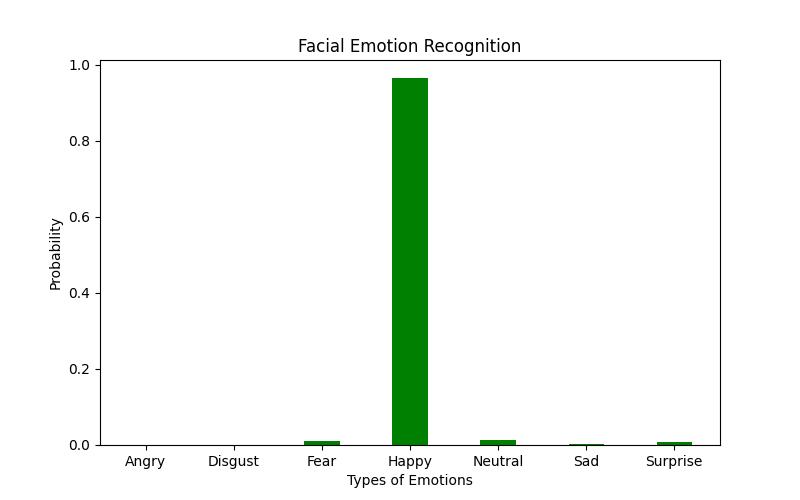 Facial Emotion Recognition
1.0
0.8
0.6
0.4
0.2
0.0
Probability
Angry Disgust Fear Happy Neutral Sad Surprise
Types of Emotions